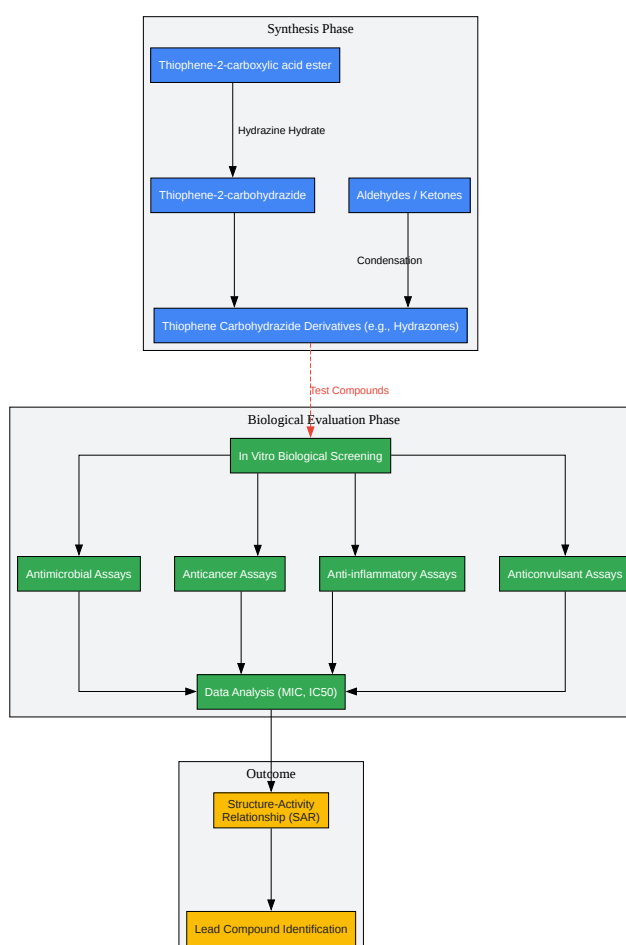 Synthesis Phase
Thiophene-2-carboxylic acid ester
Hydrazine Hydrate
Thiophene-2-carbohydrazide
Aldehydes / Ketones
Condensation
Thiophene Carbohydrazide Derivatives (e.g., Hydrazones)
Test Compounds
Biological Evaluation Phase
In Vitro Biological Screening
Antimicrobial Assays
Anticancer Assays
Anti-inflammatory Assays
Anticonvulsant Assays
Data Analysis (MIC, IC50)
Outcome
Structure-Activity
Relationship (SAR)
Lead Compound Identification